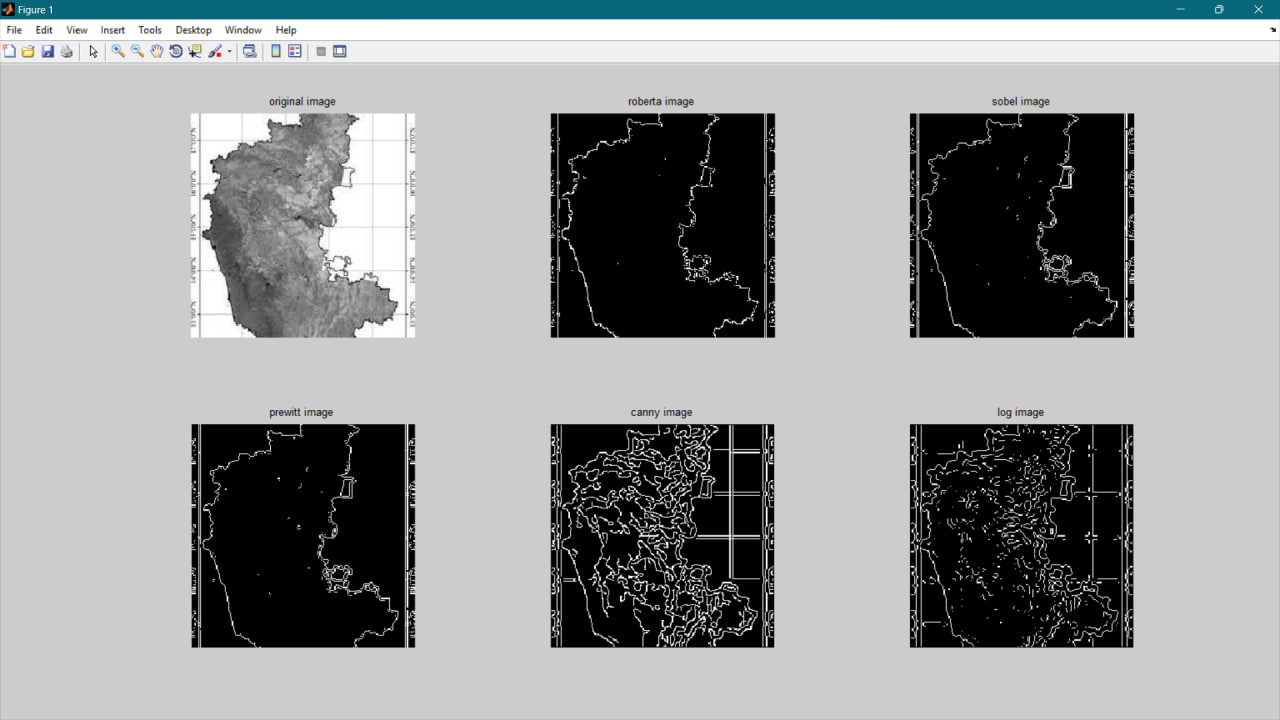 Figure 1
File Edit View Insert Tools Desktop Window Help
original image
roberta image
sobel image
prewitt image
canny image
log image